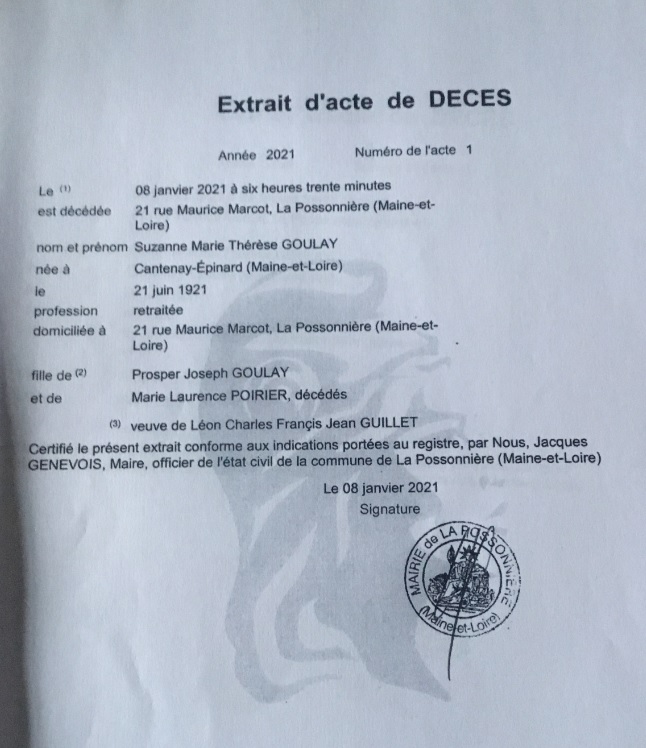 Extrait d'acte de DECES
Année 2021 Numéro de l'acte 1
Le (1) 08 janvier 2021 à six heures trente minutes
est décédée 21 rue Maurice Marcot, La Possonnière (Maine-et-
Loire)
nom et prénom Suzanne Marie Thérèse GOULAY
née à Cantenay-Épinard (Maine-et-Loire)
le 21 juin 1921
profession retraitée
domiciliée à 21 rue Maurice Marcot, La Possonnière (Maine-et-
Loire)
fille de (2) Prosper Joseph GOULAY
et de Marie Laurence POIRIER, décédés
(3) veuve de Léon Charles Françis Jean GUILLET
Certifié le présent extrait conforme aux indications portées au registre, par Nous, Jacques
GENEVOIS, Maire, officier de l'état civil de la commune de La Possonnière (Maine-et-Loire)
Le 08 janvier 2021
Signature
MAIRIE de LA POSSONNIÈRE
(Maine-et-Loire)